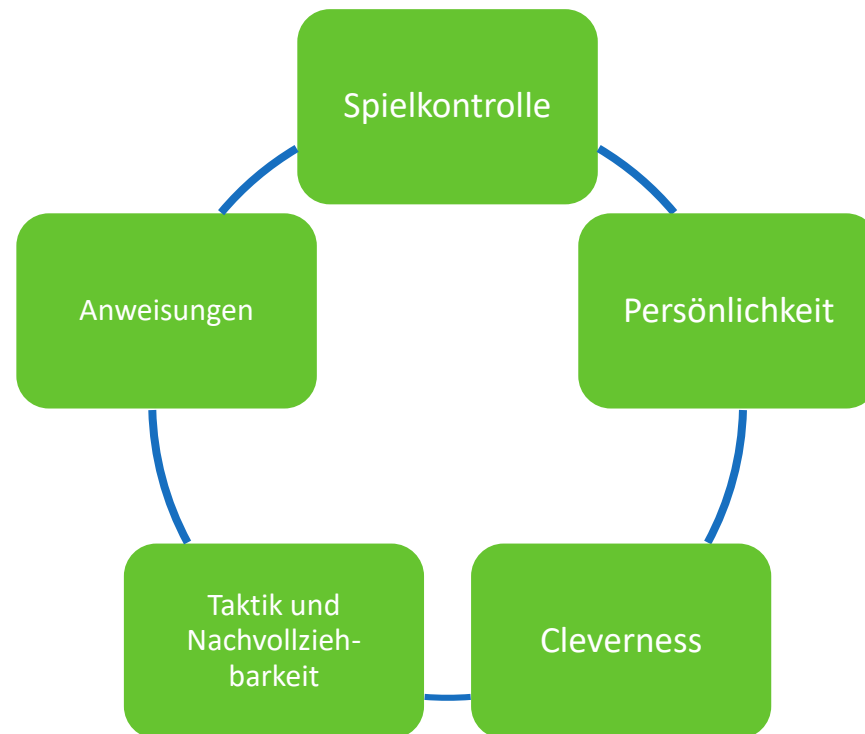 Spielkontrolle
Anweisungen
Persönlichkeit
Taktik und
Nachvollzieh-
barkeit
Cleverness